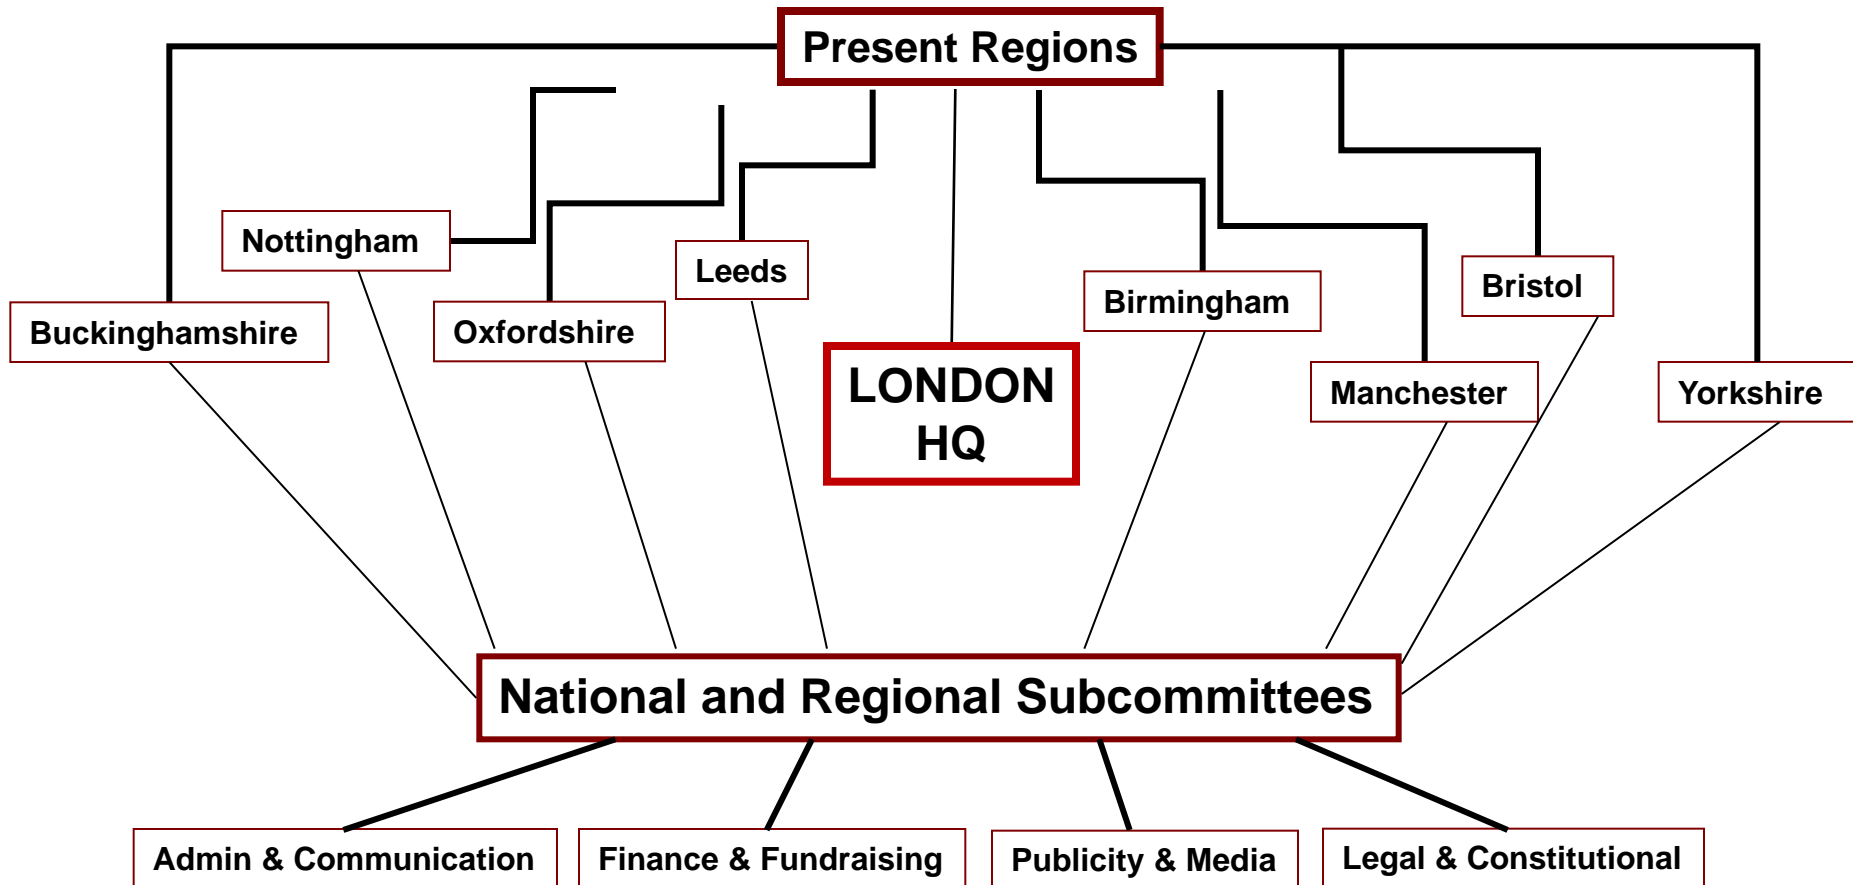 Present Regions
Nottingham
Leeds
Bristol
Buckinghamshire
Oxfordshire
Birmingham
LONDON
HQ
Manchester
Yorkshire
National and Regional Subcommittees
Admin & Communication
Finance & Fundraising
Publicity & Media
Legal & Constitutional